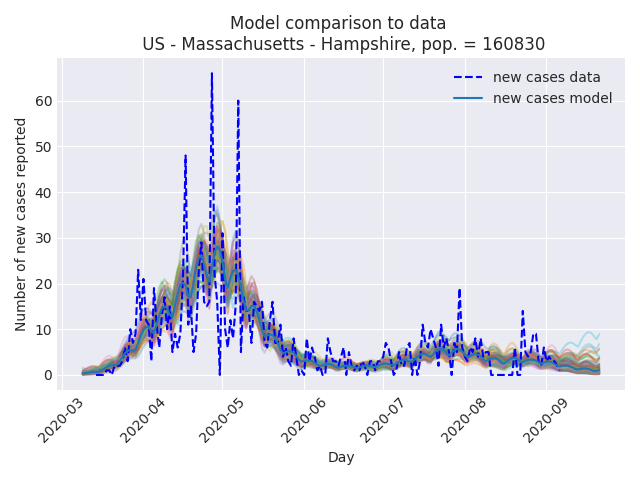 Model comparison to data
US - Massachusetts - Hampshire, pop. = 160830
new cases data
new cases model
Number of new cases reported
60
50
40
30
20
10
0
2020-03
2020-04
2020-05
2020-06
2020-07
2020-08
2020-09
Day